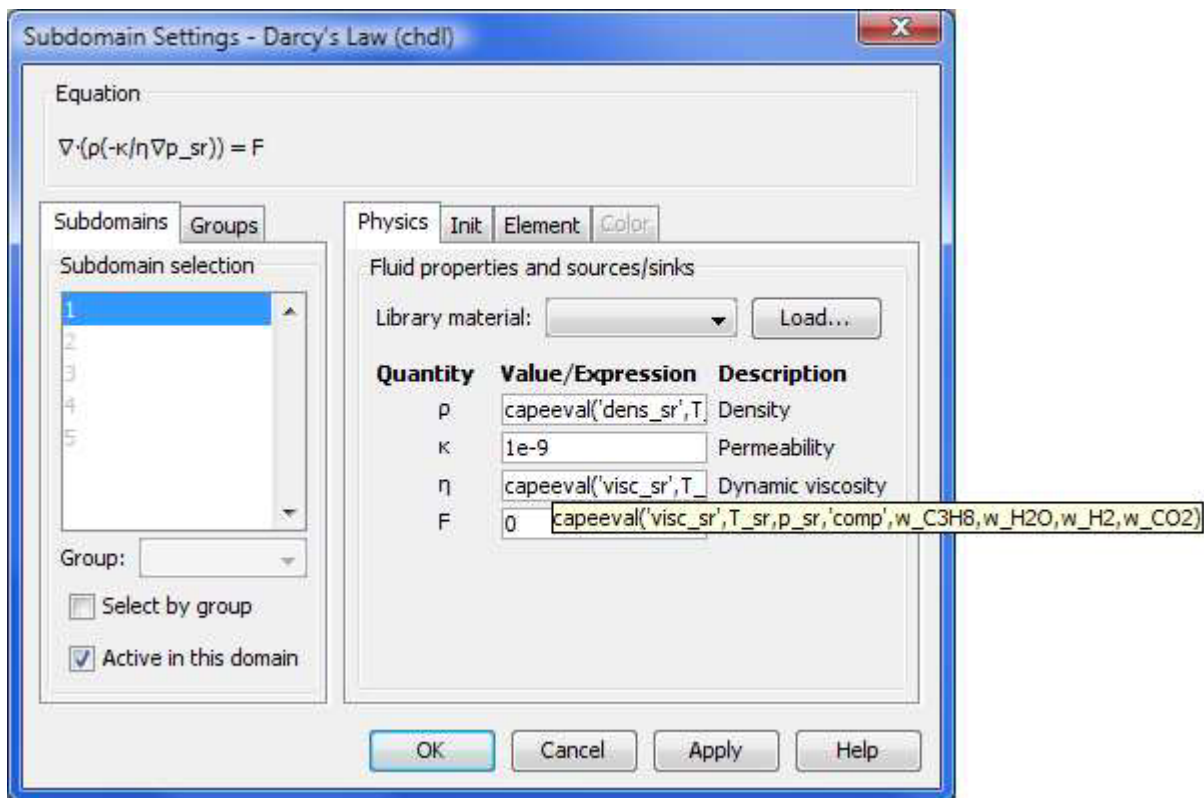 Subdomain Settings - Darcy's Law (chdl)
Equation
∇·(ρ(-κ/η∇p_sr)) = F
Subdomains Groups
Subdomain selection
1
2
3
4
5
Group:
Select by group
Active in this domain
Physics Init Element Color
Fluid properties and sources/sinks
Library material: Load...
Quantity Value/Expression Description
ρ capeeval('dens_sr',T_ Density
κ 1e-9 Permeability
η capeeval('visc_sr',T_ Dynamic viscosity
F 0
capeeval('visc_sr',T_sr,p_sr,'comp',w_C3H8,w_H2O,w_H2,w_CO2)
OK Cancel Apply Help